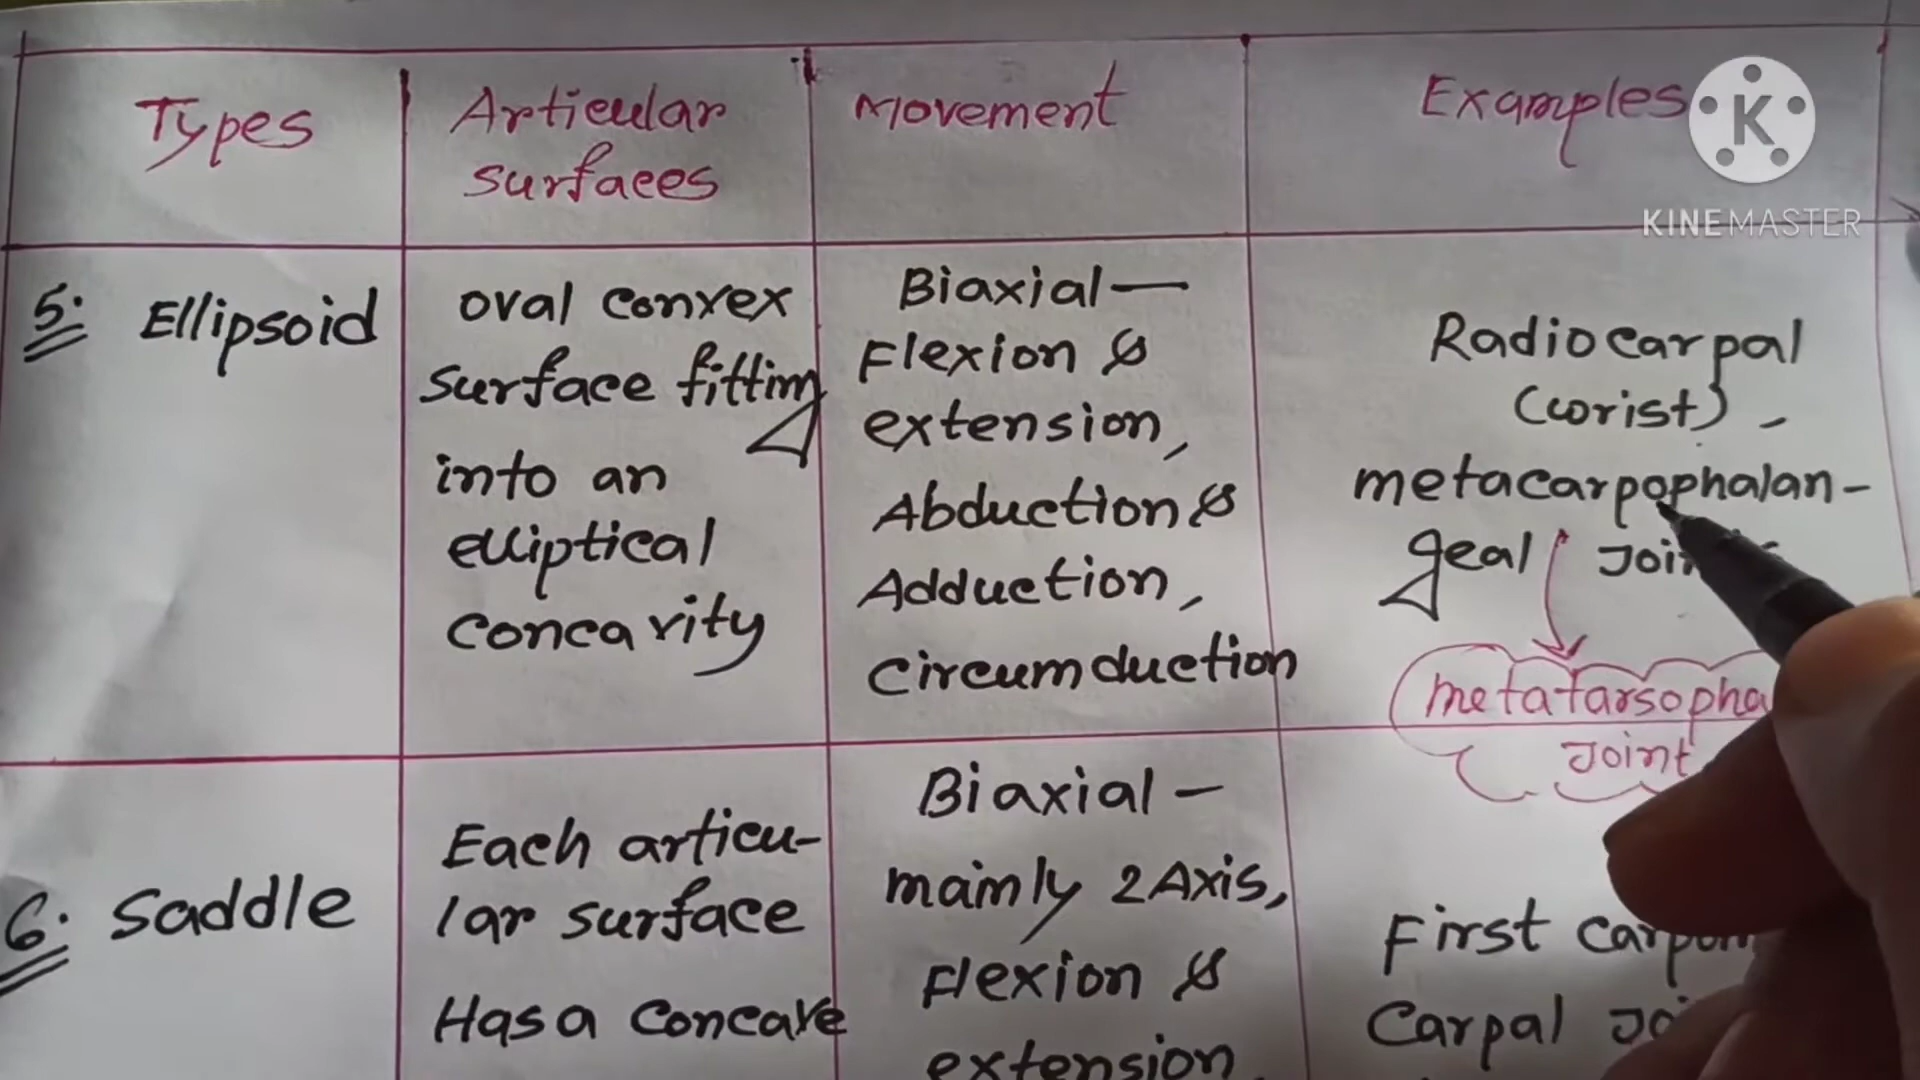 Types
Articular
surfaces
Movement
Examples
KINEMASTER
5. Ellipsoid
oval convex
surface fitting
into an
elliptical
concavity
Biaxial —
Flexion &
extension,
Abduction &
Adduction,
circumduction
Radiocarpal
(wrist),
metacarpophalan-
geal
metatarsopha
Joint
6. Saddle
Each articu-
lar surface
Has a concave
Biaxial -
mainly 2 Axis,
Flexion &
extension
First
Carpal